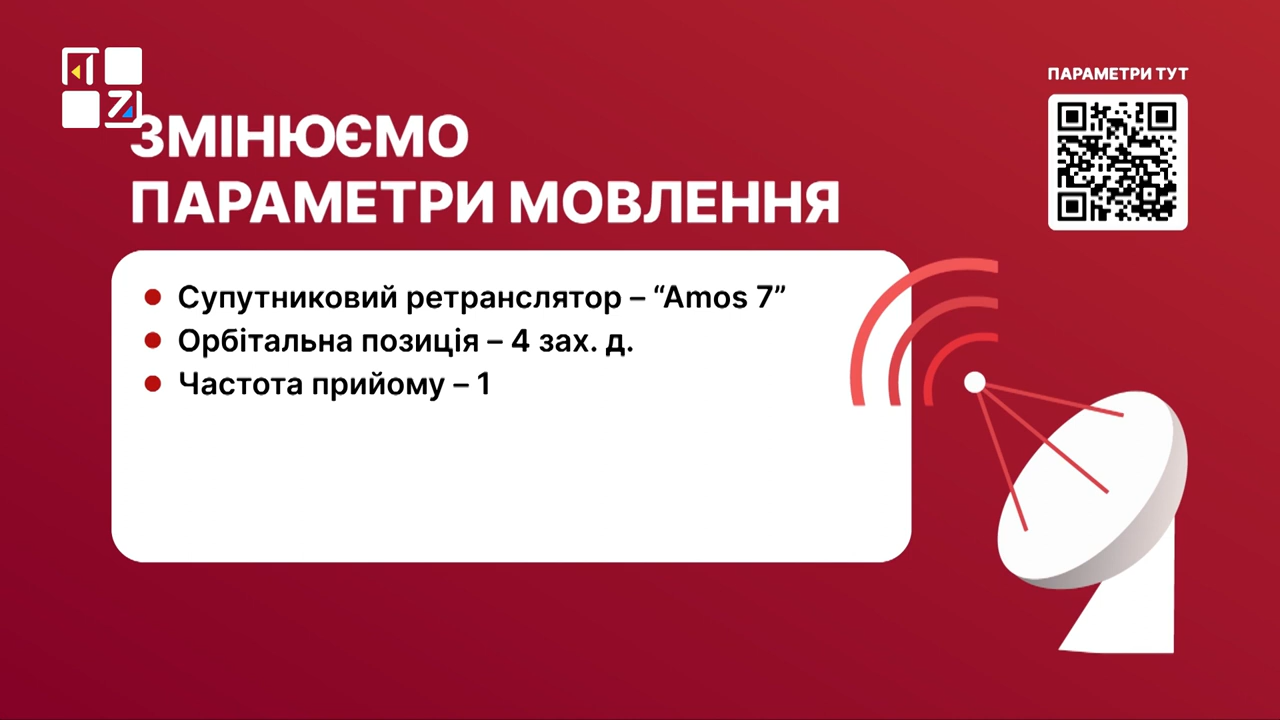 ПАРАМЕТРИ ТУТ
ЗМІНЮЄМО
ПАРАМЕТРИ МОВЛЕННЯ
Супутниковий ретранслятор – “Amos 7”
Орбітальна позиція – 4 зах. д.
Частота прийому – 1